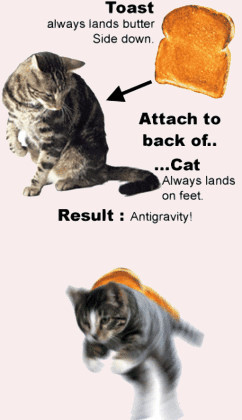 Toast
always lands butter
Side down.
Attach to
back of..
...Cat
Always lands
on feet.
Result : Antigravity!